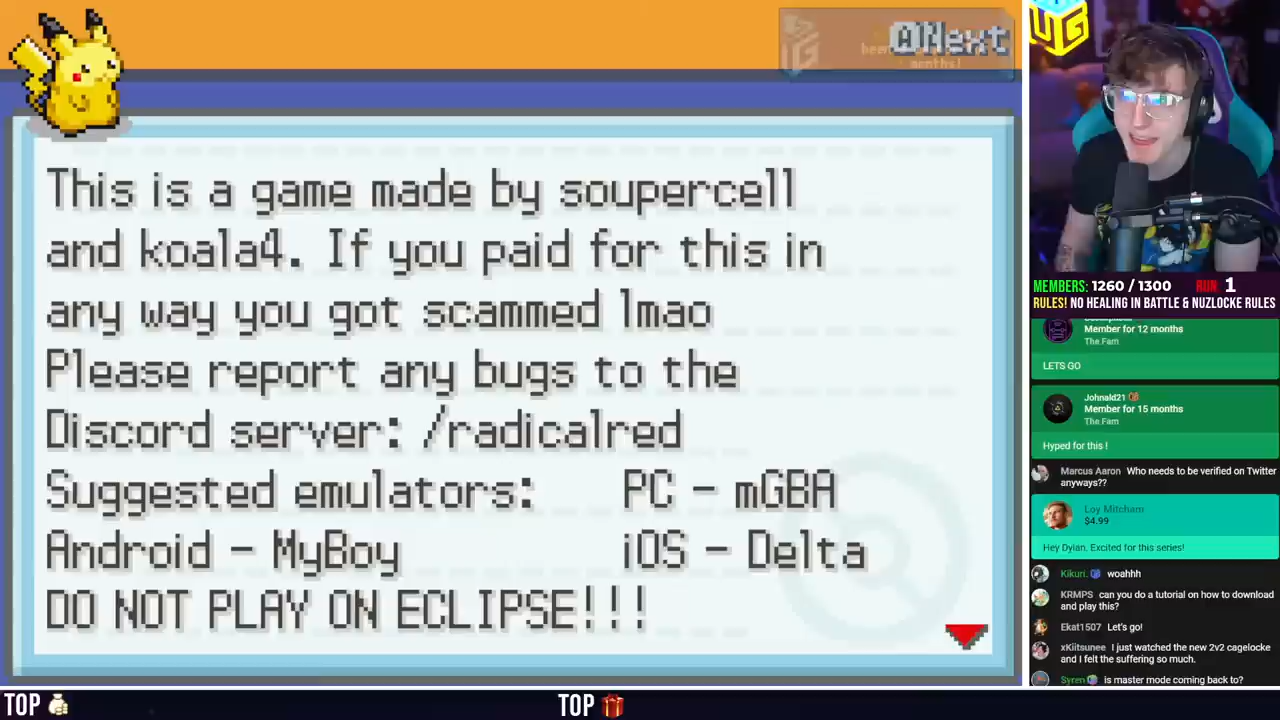 A Next
This is a game made by soupercell
and koala4. If you paid for this in
any way you got scammed lmao
Please report any bugs to the
Discord server: /radicalred
Suggested emulators: PC - mGBA
Android - MyBoy iOS - Delta
DO NOT PLAY ON ECLIPSE!!!
UG
MEMBERS: 1260 / 1300 RUN: 1
RULES! NO HEALING IN BATTLE & NUZLOCKE RULES
Member for 12 months
The Fam
LETS GO
Johnald21
Member for 15 months
The Fam
Hyped for this !
Marcus Aaron Who needs to be verified on Twitter
anyways??
Loy Mitcham
$4.99
Hey Dylan. Excited for this series!
Kikuri. woahhh
KRMPS can you do a tutorial on how to download
and play this?
Ekat1507 Let's go!
xKiitsunee I just watched the new 2v2 cagelocke
and I felt the suffering so much.
Syren is master mode coming back to?
TOP TOP